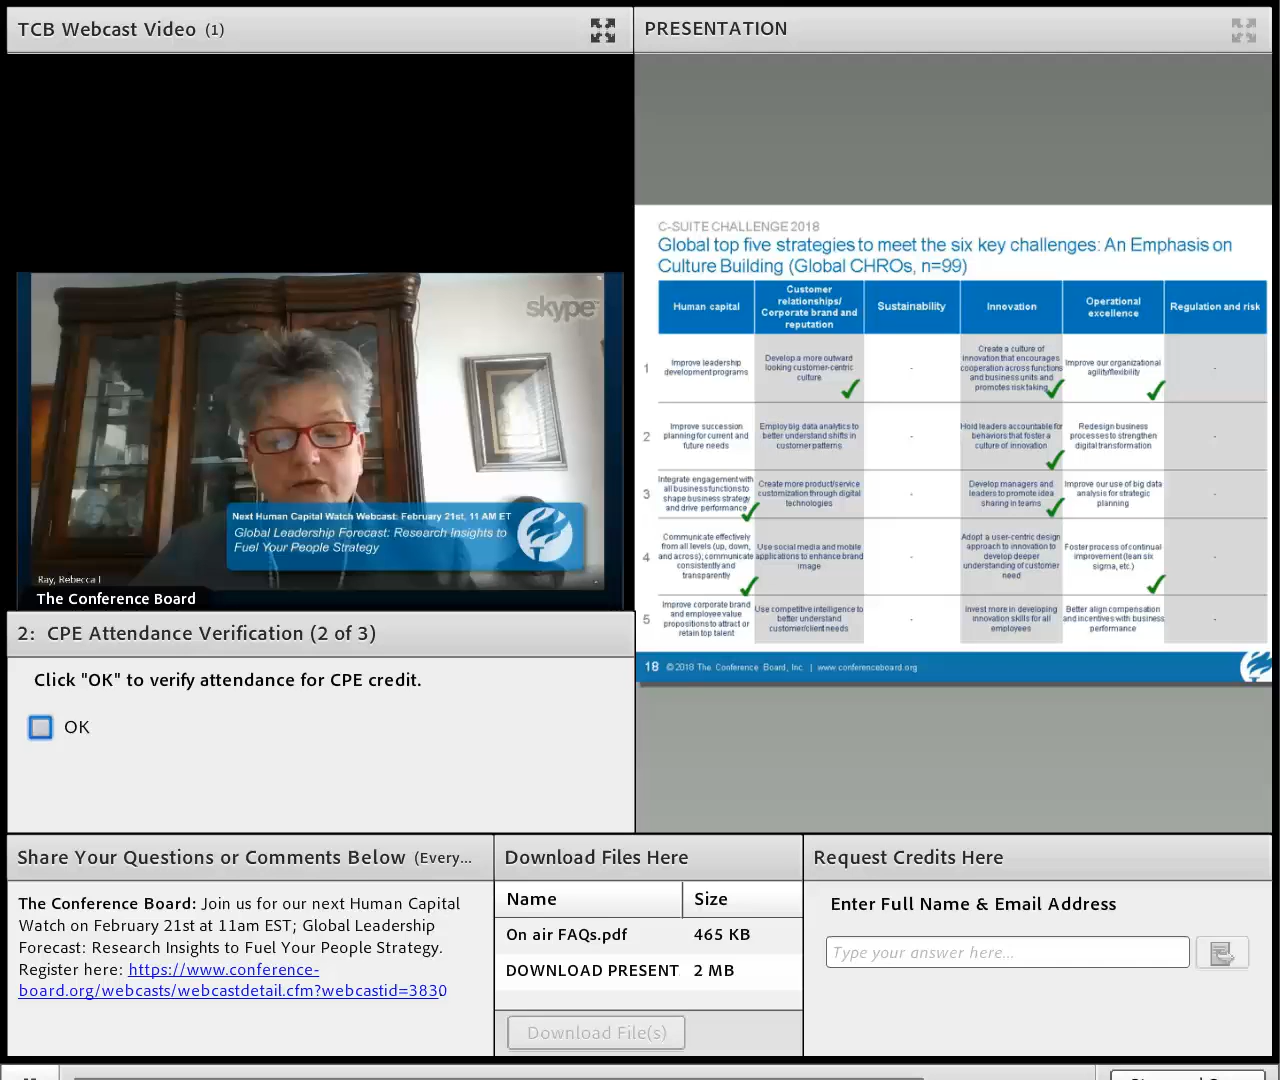 TCB Webcast Video (1)
PRESENTATION
skype
Next Human Capital Watch Webcast: February 21st, 11 AM ET
Global Leadership Forecast: Research Insights to
Fuel Your People Strategy
Ray, Rebecca I
The Conference Board
C-SUITE CHALLENGE 2018
Global top five strategies to meet the six key challenges: An Emphasis on
Culture Building (Global CHROs, n=99)
Human capital
Customer
relationships/
Corporate brand and
reputation
Sustainability
Innovation
Operational
excellence
Regulation and risk
1
Improve leadership
development programs
Develop a more outward
looking customer-centric
culture
-
Create a culture of
innovation that encourages
cooperation across functions
and business units and
promotes risk taking
Improve our organizational
agility/flexibility
-
2
Improve succession
planning for current and
future needs
Employ big data analytics to
better understand shifts in
customer patterns
-
Hold leaders accountable for
behaviors that foster a
culture of innovation
Redesign business
processes to strengthen
digital transformation
-
3
Integrate engagement with
all business functions to
shape business strategy
and drive performance
Create more product/service
customization through digital
technologies
-
Develop managers and
leaders to promote idea
sharing in teams
Improve our use of big data
analysis for strategic
planning
-
4
Communicate effectively
from all levels (up, down,
and across); communicate
consistently and
transparently
Use social media and mobile
applications to enhance brand
image
-
Adopt a user-centric design
approach to innovation to
develop deeper
understanding of customer
need
Foster process of continual
improvement (lean six
sigma, etc.)
-
5
Improve corporate brand
and employee value
propositions to attract or
retain top talent
Use competitive intelligence to
better understand
customer/client needs
-
Invest more in developing
innovation skills for all
employees
Better align compensation
and incentives with business
performance
-
18 © 2018 The Conference Board, Inc. | www.conferenceboard.org
2: CPE Attendance Verification (2 of 3)
Click "OK" to verify attendance for CPE credit.
OK
Share Your Questions or Comments Below (Every...
The Conference Board: Join us for our next Human Capital
Watch on February 21st at 11am EST; Global Leadership
Forecast: Research Insights to Fuel Your People Strategy.
Register here: https://www.conference-
board.org/webcasts/webcastdetail.cfm?webcastid=3830
Download Files Here
Name Size
On air FAQs.pdf 465 KB
DOWNLOAD PRESENT 2 MB
Download File(s)
Request Credits Here
Enter Full Name & Email Address
Type your answer here...